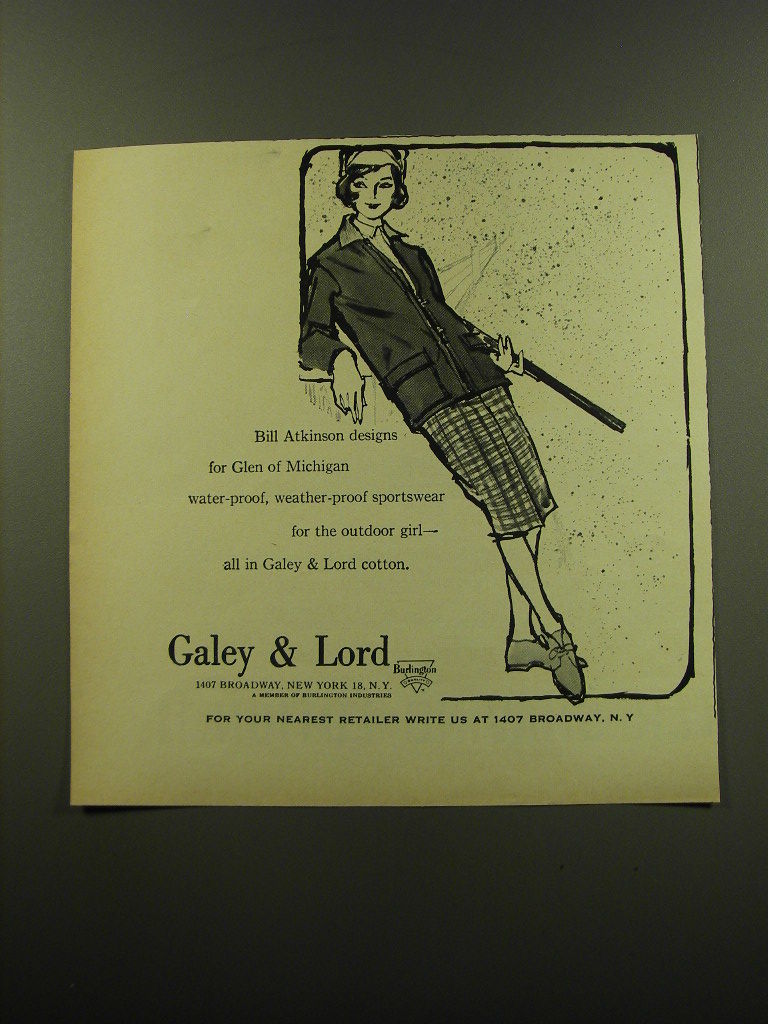 Bill Atkinson designs
for Glen of Michigan
water-proof, weather-proof sportswear
for the outdoor girl—
all in Galey & Lord cotton.
Galey & Lord
Burlington
1407 BROADWAY, NEW YORK 18, N.Y.
A MEMBER OF BURLINGTON INDUSTRIES
FOR YOUR NEAREST RETAILER WRITE US AT 1407 BROADWAY, N. Y